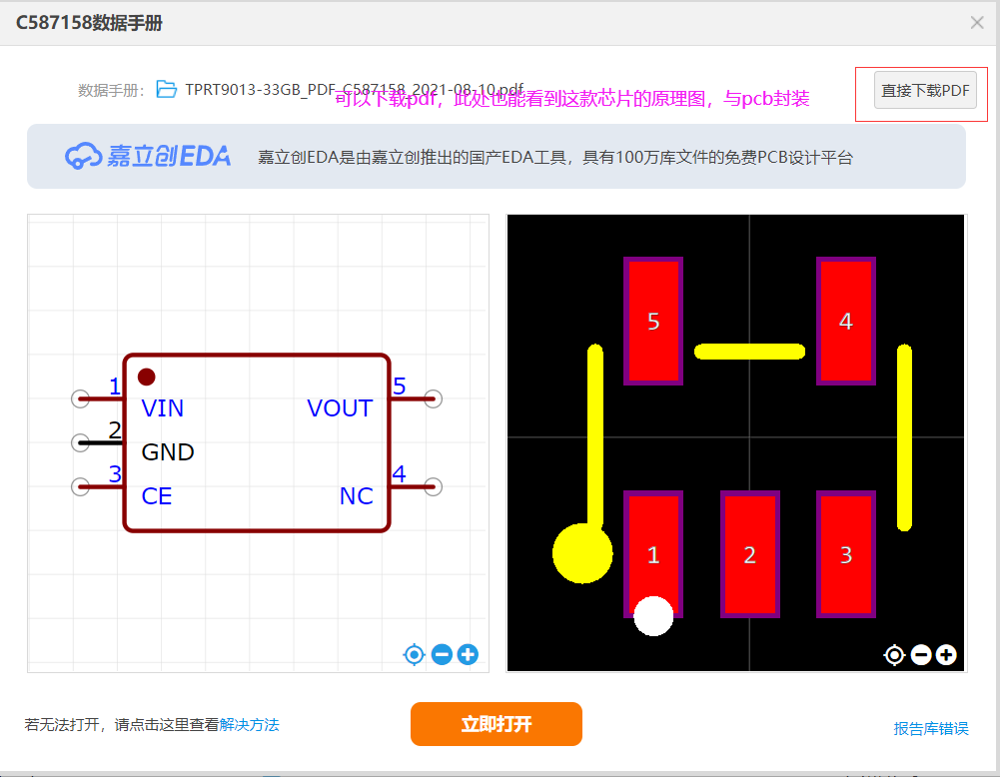 C587158数据手册
数据手册： TPRT9013-33GB_PDF_C587158_2021-08-10.pdf
直接下载PDF
可以下载pdf，此处也能看到这款芯片的原理图，与pcb封装
嘉立创EDA 嘉立创EDA是由嘉立创推出的国产EDA工具，具有100万库文件的免费PCB设计平台
1 VIN VOUT 5
2 GND
3 CE NC 4
5 4
1 2 3
若无法打开，请点击这里查看解决方法
立即打开
报告库错误